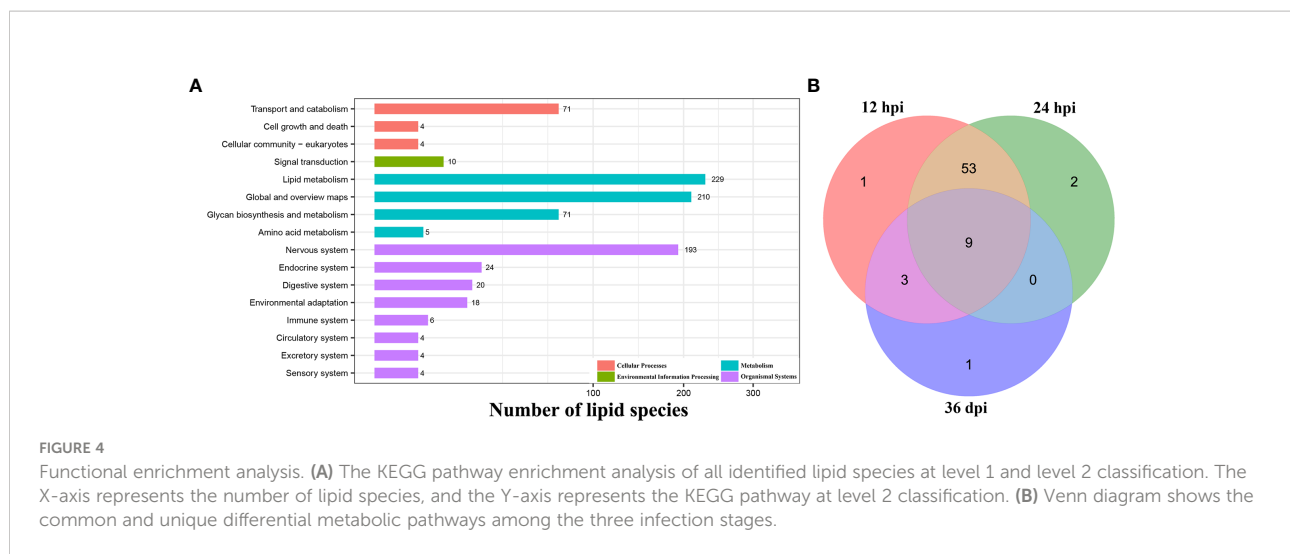 A
Transport and catabolism 71
Cell growth and death 4
Cellular community − eukaryotes 4
Signal transduction 10
Lipid metabolism 229
Global and overview maps 210
Glycan biosynthesis and metabolism 71
Amino acid metabolism 5
Nervous system 193
Endocrine system 24
Digestive system 20
Environmental adaptation 18
Immune system 6
Circulatory system 4
Excretory system 4
Sensory system 4
Cellular Processes Metabolism
Environmental Information Processing Organismal Systems
100 200 300
Number of lipid species
B
12 hpi 24 hpi
53
1 2
9
3 0
1
36 dpi
FIGURE 4
Functional enrichment analysis. (A) The KEGG pathway enrichment analysis of all identified lipid species at level 1 and level 2 classification. The
X-axis represents the number of lipid species, and the Y-axis represents the KEGG pathway at level 2 classification. (B) Venn diagram shows the
common and unique differential metabolic pathways among the three infection stages.